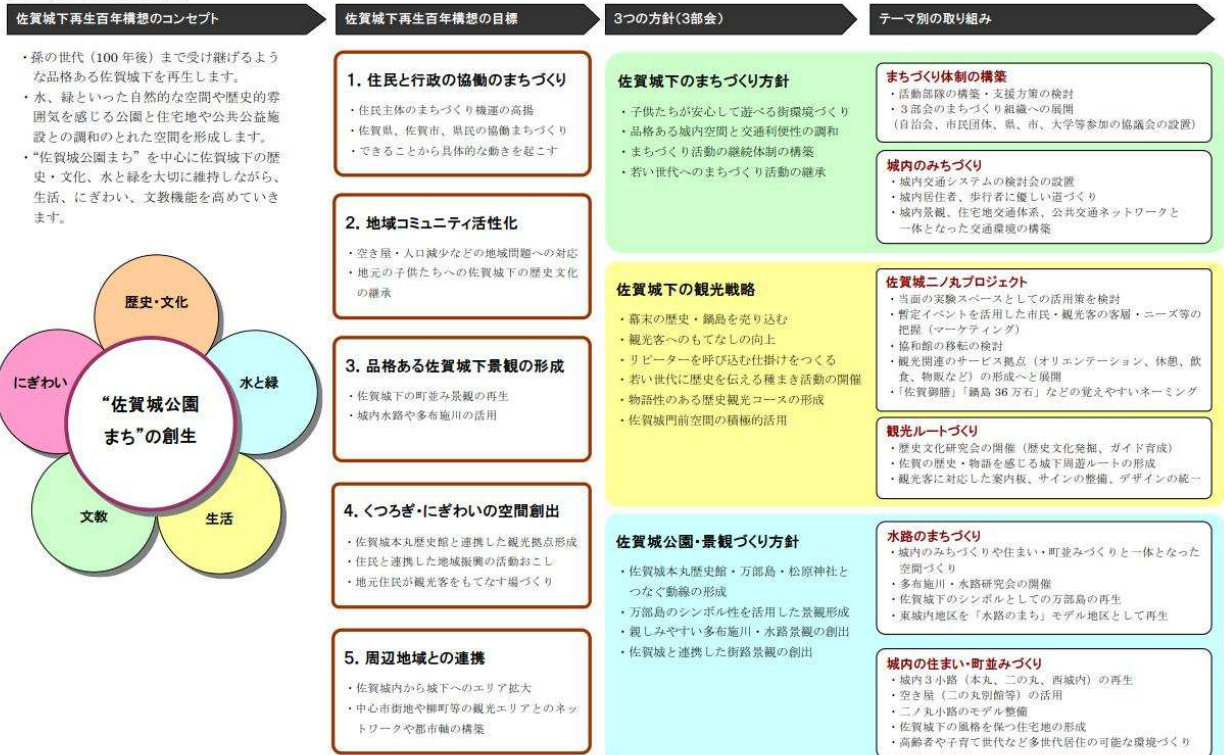 佐賀城下再生百年構想のコンセプト
・孫の世代（100年後）まで受け継げるよう
な品格ある佐賀城下を再生します。
・水、緑といった自然的な空間や歴史的雰
囲気を感じる公園と住宅地や公共公益施
設との調和のとれた空間を形成します。
・“佐賀城公園まち”を中心に佐賀城下の歴
史・文化、水と緑を大切に維持しながら、
生活、にぎわい、文教機能を高めていき
ます。
歴史・文化
にぎわい
水と緑
“佐賀城公園
まち”の創生
文教
生活
佐賀城下再生百年構想の目標
1. 住民と行政の協働のまちづくり
・住民主体のまちづくり機運の高揚
・佐賀県、佐賀市、県民の協働まちづくり
・できることから具体的な動きを起こす
2. 地域コミュニティ活性化
・空き屋・人口減少などの地域問題への対応
・地元の子供たちへの佐賀城下の歴史文化
の継承
3. 品格ある佐賀城下景観の形成
・佐賀城下の町並み景観の再生
・城内水路や多布施川の活用
4. くつろぎ・にぎわいの空間創出
・佐賀城本丸歴史館と連携した観光拠点形成
・住民と連携した地域振興の活動おこし
・地元住民が観光客をもてなす場づくり
5. 周辺地域との連携
・佐賀城内から城下へのエリア拡大
・中心市街地や柳町等の観光エリアとのネッ
トワークや都市軸の構築
3つの方針（3部会）
佐賀城下のまちづくり方針
・子供たちが安心して遊べる街環境づくり
・品格ある城内空間と交通利便性の調和
・まちづくり活動の継続体制の構築
・若い世代へのまちづくり活動の継承
佐賀城下の観光戦略
・幕末の歴史・鍋島を売り込む
・観光客へのもてなしの向上
・リピーターを呼び込む仕掛けをつくる
・若い世代に歴史を伝える種まき活動の開催
・物語性のある歴史観光コースの形成
・佐賀城門前空間の積極的活用
佐賀城公園・景観づくり方針
・佐賀城本丸歴史館・万部島・松原神社と
つなぐ動線の形成
・万部島のシンボル性を活用した景観形成
・親しみやすい多布施川・水路景観の創出
・佐賀城と連携した街路景観の創出
テーマ別の取り組み
まちづくり体制の構築
・活動部隊の構築・支援方策の検討
・３部会のまちづくり組織への展開
（自治会、市民団体、県、市、大学等参加の協議会の設置）
城内のみちづくり
・城内交通システムの検討会の設置
・城内居住者、歩行者に優しい道づくり
・城内景観、住宅地交通体系、公共交通ネットワークと
一体となった交通環境の構築
佐賀城二ノ丸プロジェクト
・当面の実験スペースとしての活用策を検討
・暫定イベントを活用した市民・観光客の客層・ニーズ等の
把握（マーケティング）
・協和館の移転の検討
・観光関連のサービス拠点（オリエンテーション、休憩、飲
食、物販など）の形成へと展開
・「佐賀御膳」「鍋島36万石」などの覚えやすいネーミング
観光ルートづくり
・歴史文化研究会の開催（歴史文化発掘、ガイド育成）
・佐賀の歴史・物語を感じる城下周遊ルートの形成
・観光客に対応した案内板、サインの整備、デザインの統一
水路のまちづくり
・城内のみちづくりや住まい・町並みづくりと一体となった
空間づくり
・多布施川・水路研究会の開催
・佐賀城下のシンボルとしての万部島の再生
・東城内地区を「水路のまち」モデル地区として再生
城内の住まい・町並みづくり
・城内３小路（本丸、二の丸、西城内）の再生
・空き屋（二の丸別館等）の活用
・二ノ丸小路のモデル整備
・佐賀城下の風格を保つ住宅地の形成
・高齢者や子育て世代など多世代居住の可能な環境づくり